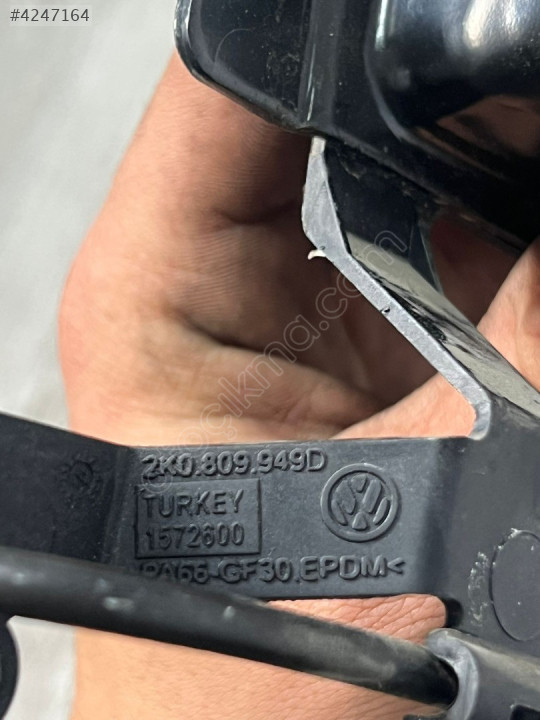 #4247164
2K0.809.949D
TURKEY
1572600
PA66-GF30.EPDM<